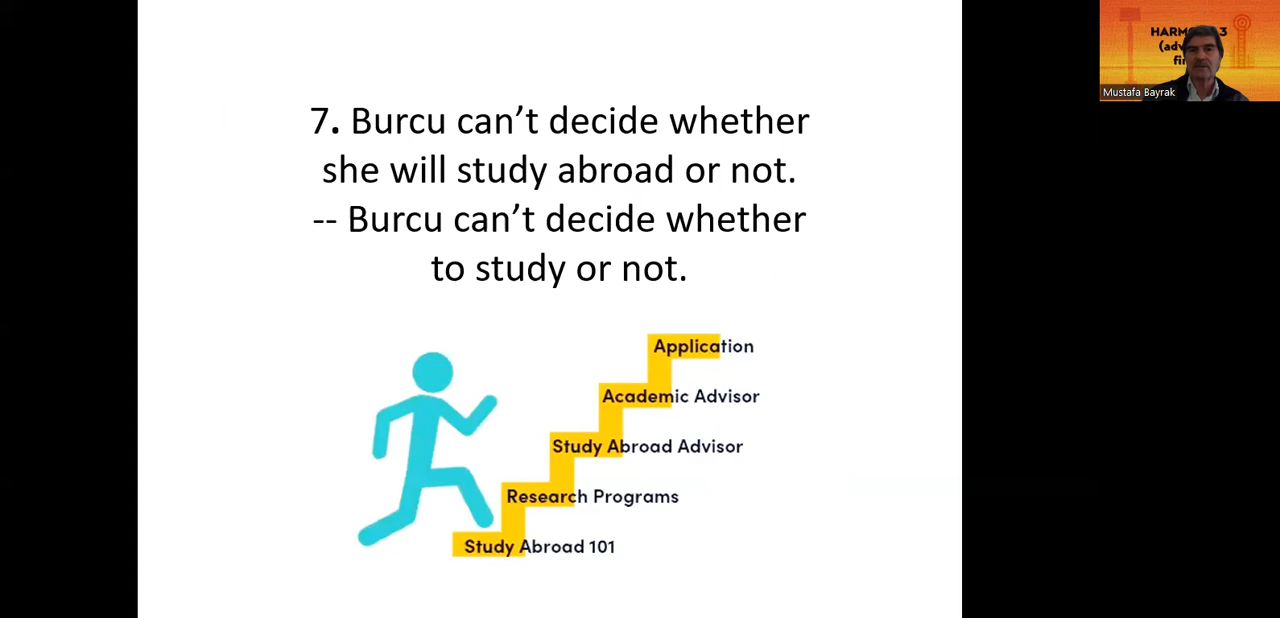 7. Burcu can’t decide whether
she will study abroad or not.
-- Burcu can’t decide whether
to study or not.
Application
Academic Advisor
Study Abroad Advisor
Research Programs
Study Abroad 101
Mustafa Bayrak